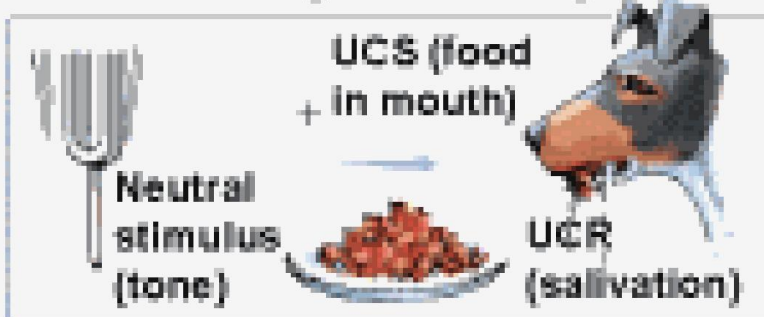 UCS (food
+ in mouth)
Neutral
stimulus
(tone)
UCR
(salivation)